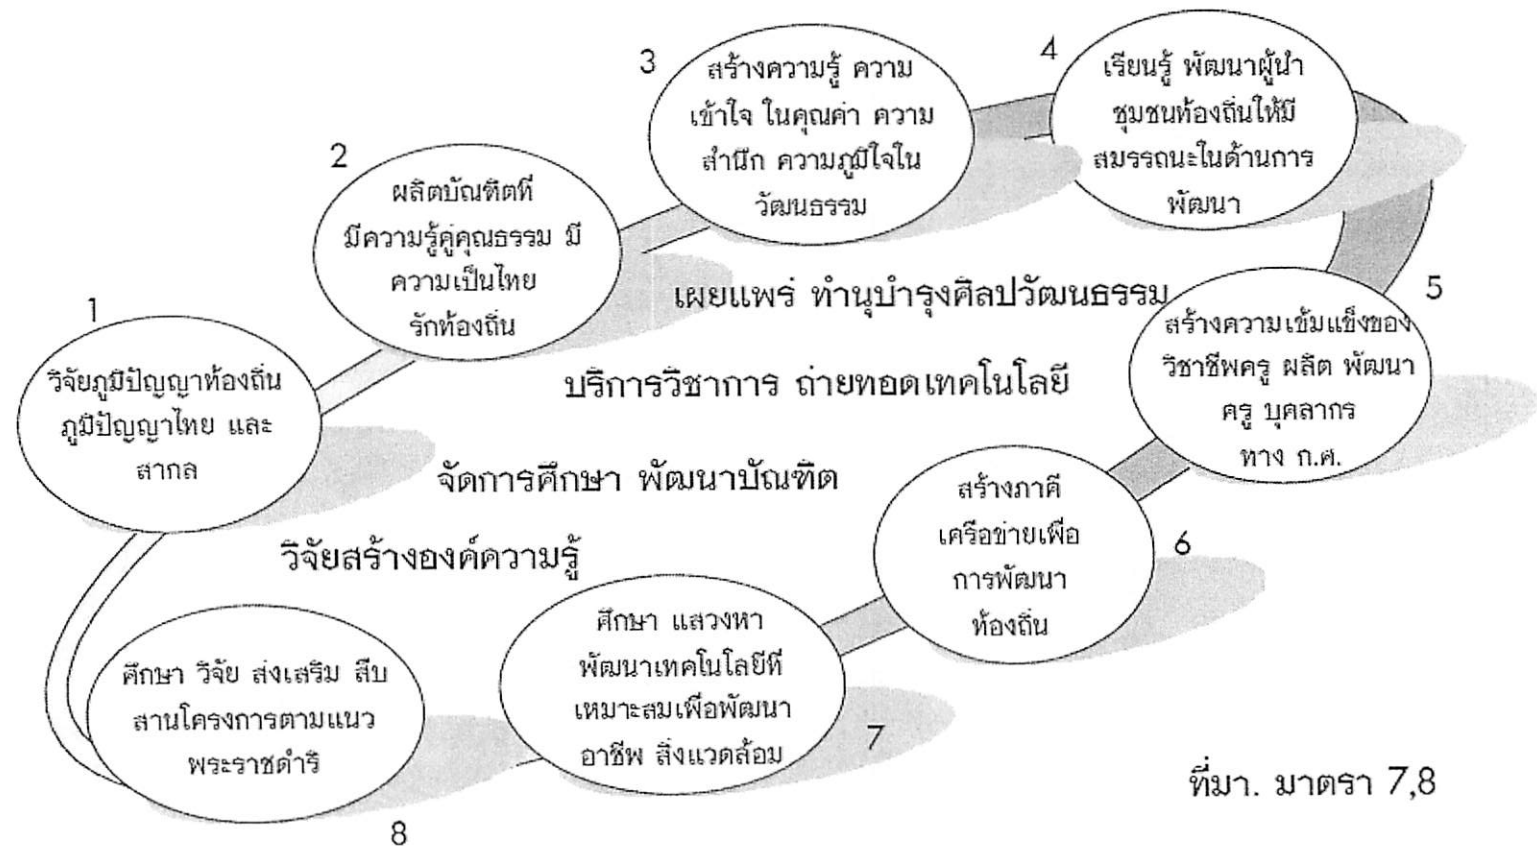 1
วิจัยภูมิปัญญาท้องถิ่น
ภูมิปัญญาไทย และ
สากล
2
ผลิตบัณฑิตที่
มีความรู้คู่คุณธรรม มี
ความเป็นไทย
รักท้องถิ่น
3
สร้างความรู้ ความ
เข้าใจ ในคุณค่า ความ
สำนึก ความภูมิใจใน
วัฒนธรรม
4
เรียนรู้ พัฒนาผู้นำ
ชุมชนท้องถิ่นให้มี
สมรรถนะในด้านการ
พัฒนา
5
สร้างความเข้มแข็งของ
วิชาชีพครู ผลิต พัฒนา
ครู บุคลากร
ทาง ก.ศ.
6
สร้างภาคี
เครือข่ายเพื่อ
การพัฒนา
ท้องถิ่น
7
ศึกษา แสวงหา
พัฒนาเทคโนโลยีที่
เหมาะสมเพื่อพัฒนา
อาชีพ สิ่งแวดล้อม
8
ศึกษา วิจัย ส่งเสริม สืบ
สานโครงการตามแนว
พระราชดำริ
เผยแพร่ ทำนุบำรุงศิลปวัฒนธรรม
บริการวิชาการ ถ่ายทอดเทคโนโลยี
จัดการศึกษา พัฒนาบัณฑิต
วิจัยสร้างองค์ความรู้
ที่มา. มาตรา 7,8